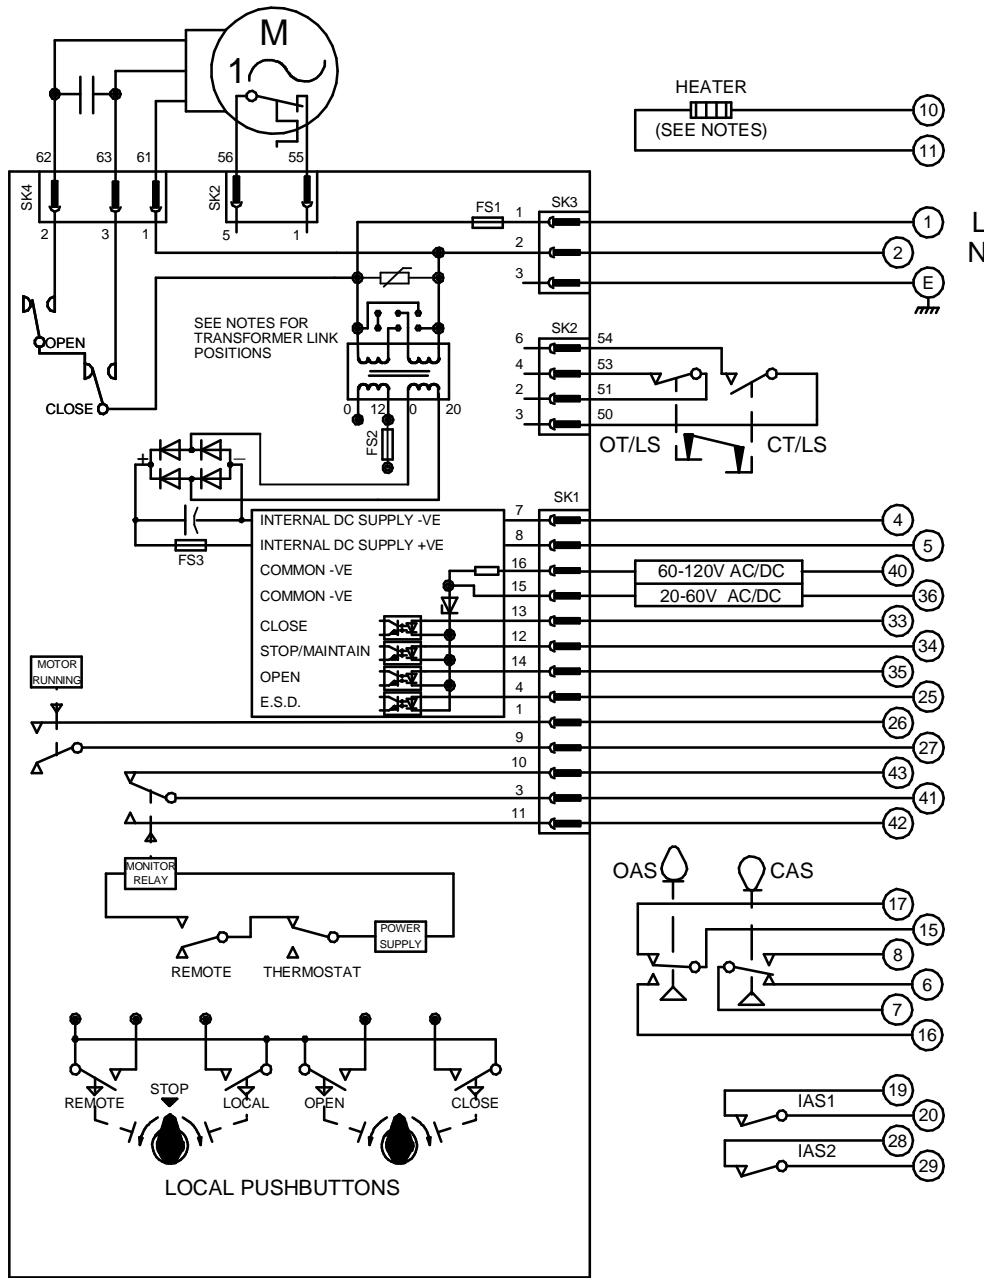 M
1
HEATER
(SEE NOTES)
10
11
62 63 61 56 55
SK4 SK2
2 3 1 5 1
FS1 1 SK3 1 L
2 2 N
3 E
SEE NOTES FOR
TRANSFORMER LINK
POSITIONS
OPEN
CLOSE
0 12 0 20
FS2
SK2
6 54
4 53
2 51
3 50
OT/LS CT/LS
+ –
FS3
SK1
INTERNAL DC SUPPLY -VE 7 4
INTERNAL DC SUPPLY +VE 8 5
COMMON -VE 16 60-120V AC/DC 40
COMMON -VE 15 20-60V AC/DC 36
CLOSE 13 33
STOP/MAINTAIN 12 34
OPEN 14 35
E.S.D. 4 25
1 26
9 27
10 43
3 41
11 42
MOTOR
RUNNING
MONITOR
RELAY
POWER
SUPPLY
REMOTE THERMOSTAT
OAS CAS
17
15
8
6
7
16
REMOTE STOP LOCAL OPEN CLOSE
LOCAL PUSHBUTTONS
IAS1 19
20
IAS2 28
29